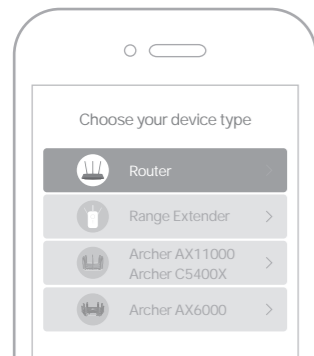 Choose your device type
Router
Range Extender
Archer AX11000
Archer C5400X
Archer AX6000